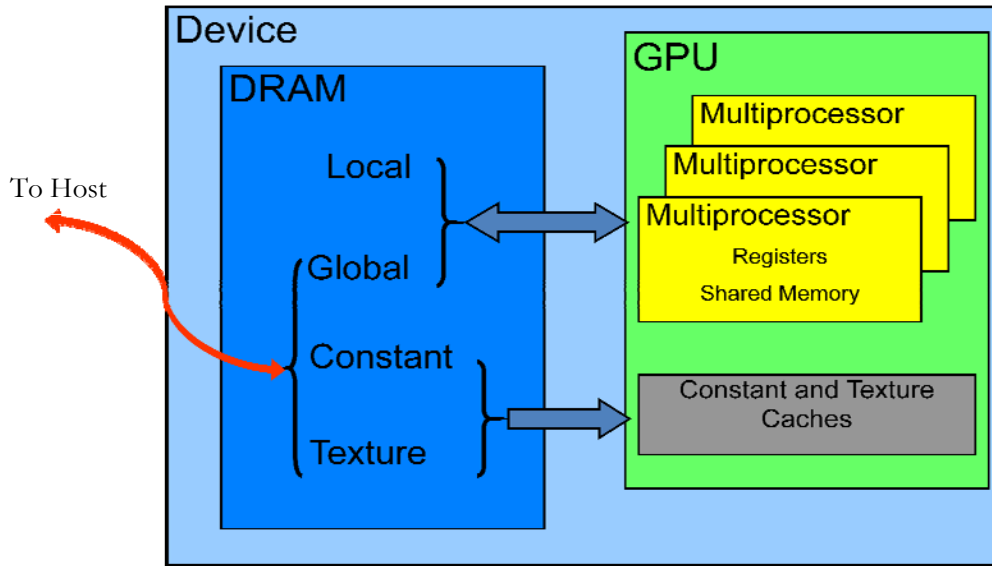 Device
DRAM
GPU
To Host
Local
Global
Constant
Texture
Multiprocessor
Multiprocessor
Multiprocessor
Registers
Shared Memory
Constant and Texture
Caches